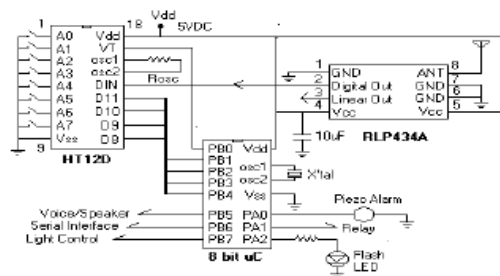 1 18 Vdd
5VDC
A0 Vdd
A1 VT
A2 osc1
A3 osc2
A4 DIN
A5 D11
A6 D10
A7 D9
Vss D8
9
HT12D
Rosc
1 GND ANT 8
2 Digital Out GND 7
3 Linear Out GND 6
4 Vcc Vcc 5
10uF
RLP434A
PB0 Vdd
PB1
PB2 osc1
PB3 osc2
PB4 Vss
PB5 PA0
PB6 PA1
PB7 PA2
8 bit uC
X'tal
Voice/Speaker
Serial Interface
Light Control
Piezo Alarm
Relay
Flash
LED